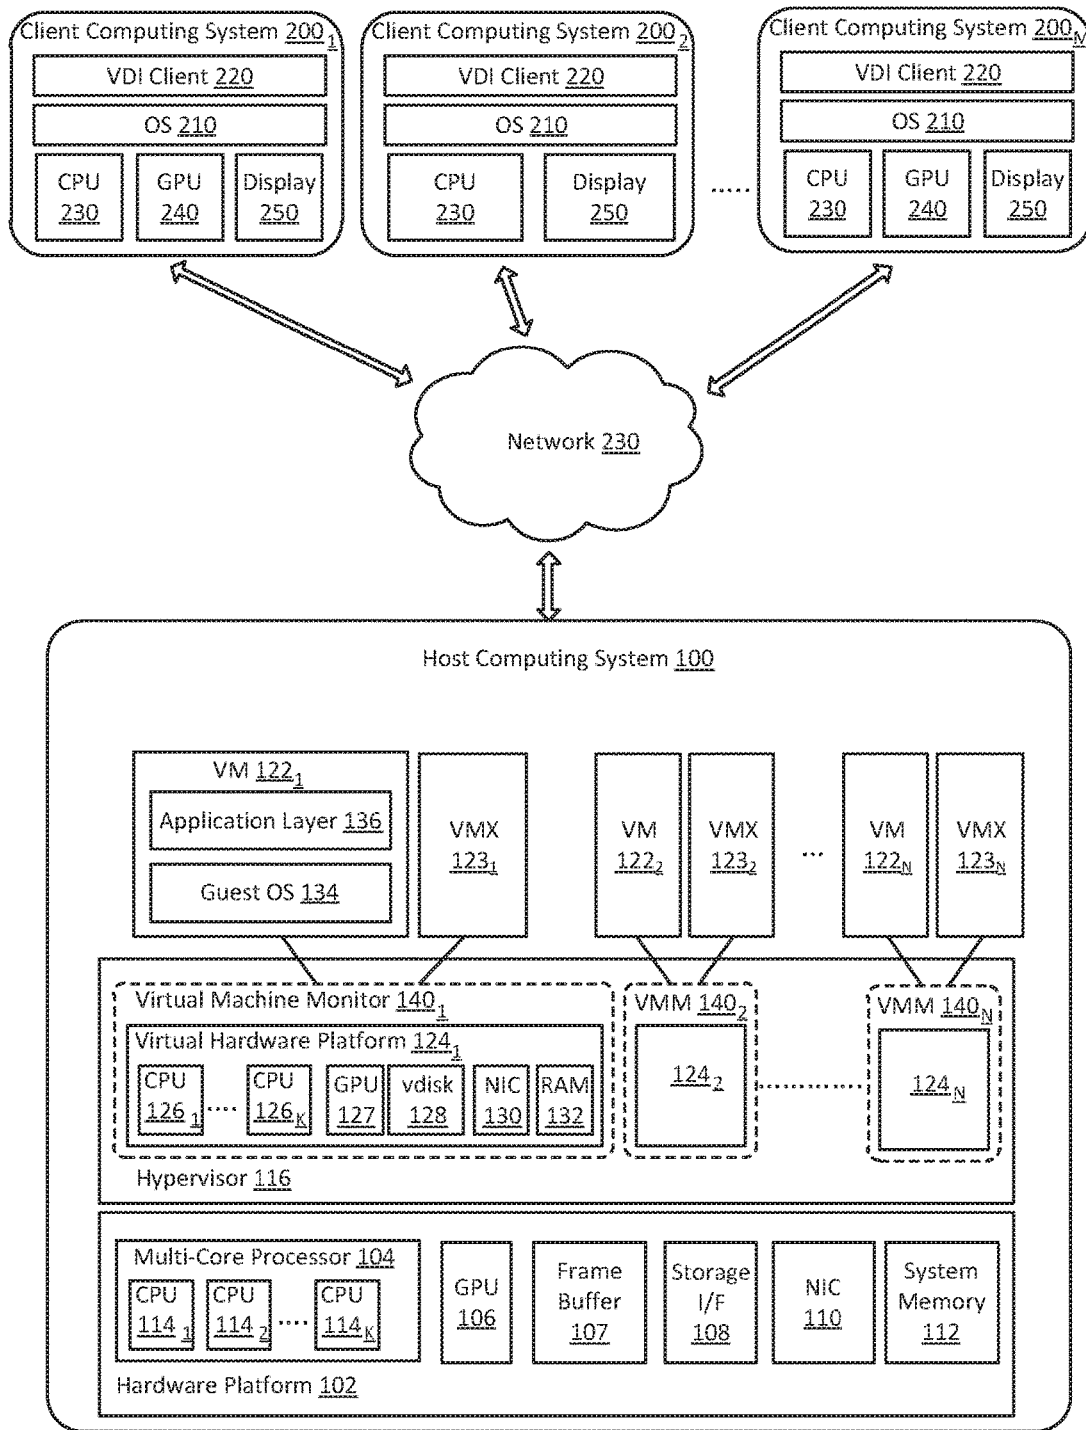 Client Computing System 200₁
VDI Client 220
OS 210
CPU
230
GPU
240
Display
250
Client Computing System 200₂
VDI Client 220
OS 210
CPU
230
Display
250
.....
Client Computing System 200M
VDI Client 220
OS 210
CPU
230
GPU
240
Display
250
Network 230
Host Computing System 100
VM 122₁
Application Layer 136
Guest OS 134
VMX
123₁
VM
122₂
VMX
123₂
...
VM
122N
VMX
123N
Virtual Machine Monitor 140₁
Virtual Hardware Platform 124₁
CPU
126₁
....
CPU
126K
GPU
127
vdisk
128
NIC
130
RAM
132
VMM 140₂
124₂
..............
VMM 140N
124N
Hypervisor 116
Multi-Core Processor 104
CPU
114₁
CPU
114₂
....
CPU
114K
GPU
106
Frame
Buffer
107
Storage
I/F
108
NIC
110
System
Memory
112
Hardware Platform 102